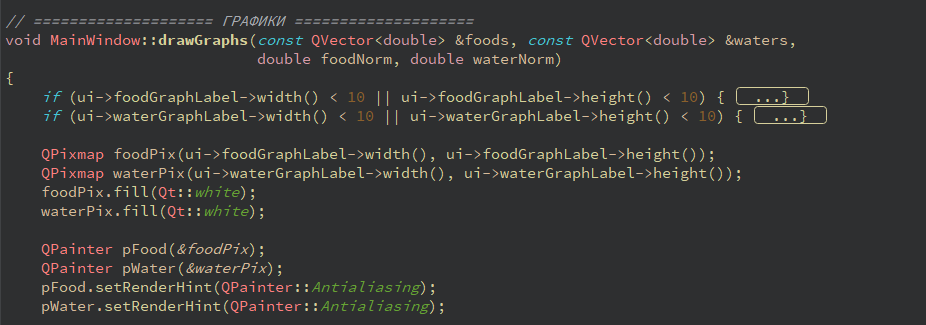 // ==================== ГРАФИКИ ====================
void MainWindow::drawGraphs(const QVector<double> &foods, const QVector<double> &waters,
                            double foodNorm, double waterNorm)
{
    if (ui->foodGraphLabel->width() < 10 || ui->foodGraphLabel->height() < 10) { ...}
    if (ui->waterGraphLabel->width() < 10 || ui->waterGraphLabel->height() < 10) { ...}

    QPixmap foodPix(ui->foodGraphLabel->width(), ui->foodGraphLabel->height());
    QPixmap waterPix(ui->waterGraphLabel->width(), ui->waterGraphLabel->height());
    foodPix.fill(Qt::white);
    waterPix.fill(Qt::white);

    QPainter pFood(&foodPix);
    QPainter pWater(&waterPix);
    pFood.setRenderHint(QPainter::Antialiasing);
    pWater.setRenderHint(QPainter::Antialiasing);